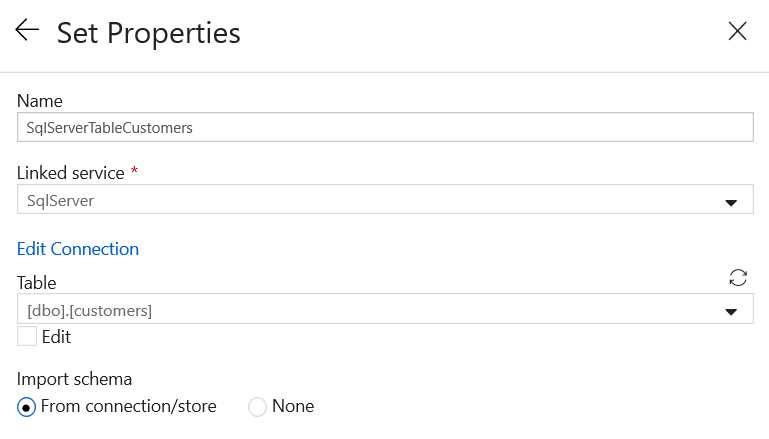 Set Properties
Name
SqlServerTableCustomers
Linked service *
SqlServer
Edit Connection
Table
[dbo].[customers]
Edit
Import schema
From connection/store None